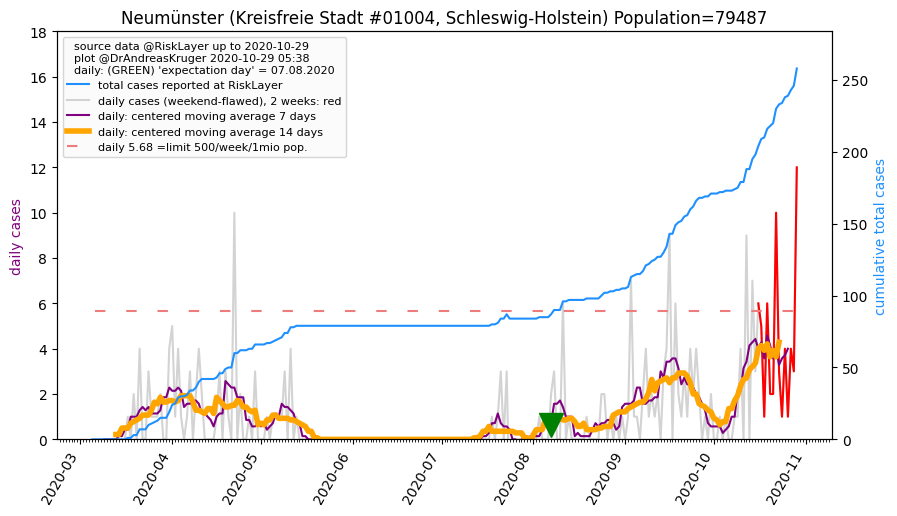 Neumünster (Kreisfreie Stadt #01004, Schleswig-Holstein) Population=79487
source data @RiskLayer up to 2020-10-29
plot @DrAndreasKruger 2020-10-29 05:38
daily: (GREEN) 'expectation day' = 07.08.2020
total cases reported at RiskLayer
daily cases (weekend-flawed), 2 weeks: red
daily: centered moving average 7 days
daily: centered moving average 14 days
daily 5.68 =limit 500/week/1mio pop.
daily cases
18
16
14
12
10
8
6
4
2
0
cumulative total cases
250
200
150
100
50
0
2020-03
2020-04
2020-05
2020-06
2020-07
2020-08
2020-09
2020-10
2020-11